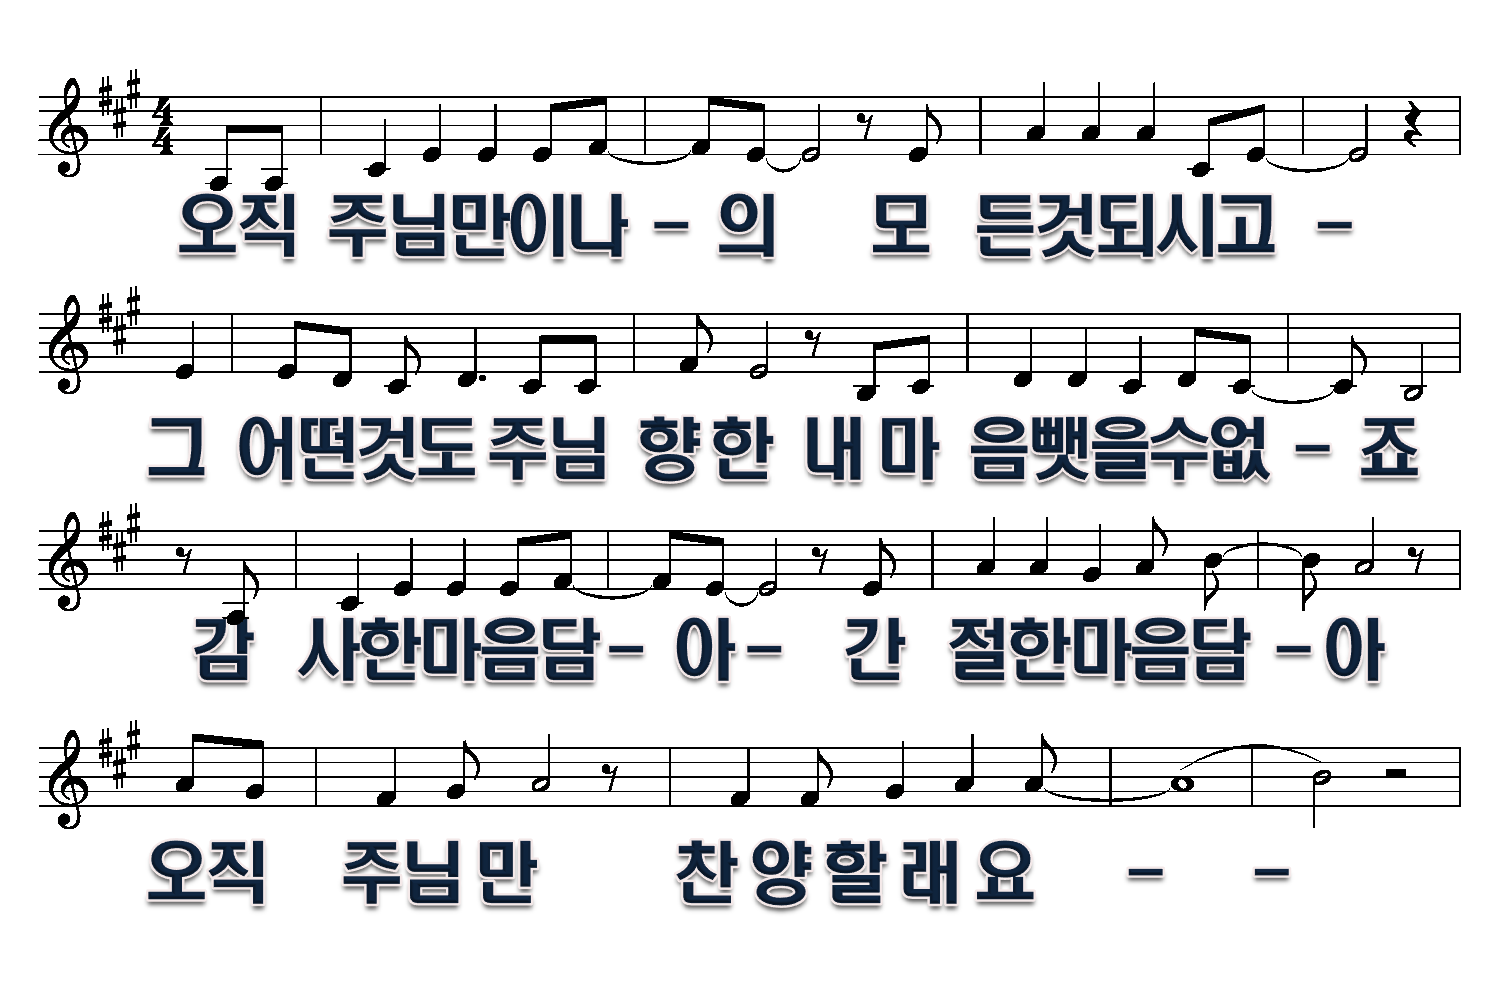 오직 주님만이나 - 의 모 든것되시고 -
그 어떤것도 주님 향한 내마 음뺏을수없 - 죠
감 사한마음담 - 아 - 간 절한마음담 - 아
오직 주님만 찬양할래요 - -